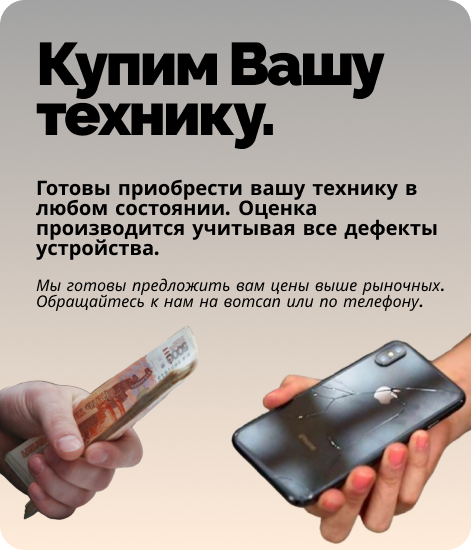 Купим Вашу
технику.
Готовы приобрести вашу технику в
любом состоянии. Оценка
производится учитывая все дефекты
устройства.
Мы готовы предложить вам цены выше рыночных.
Обращайтесь к нам на вотсап или по телефону.
5000